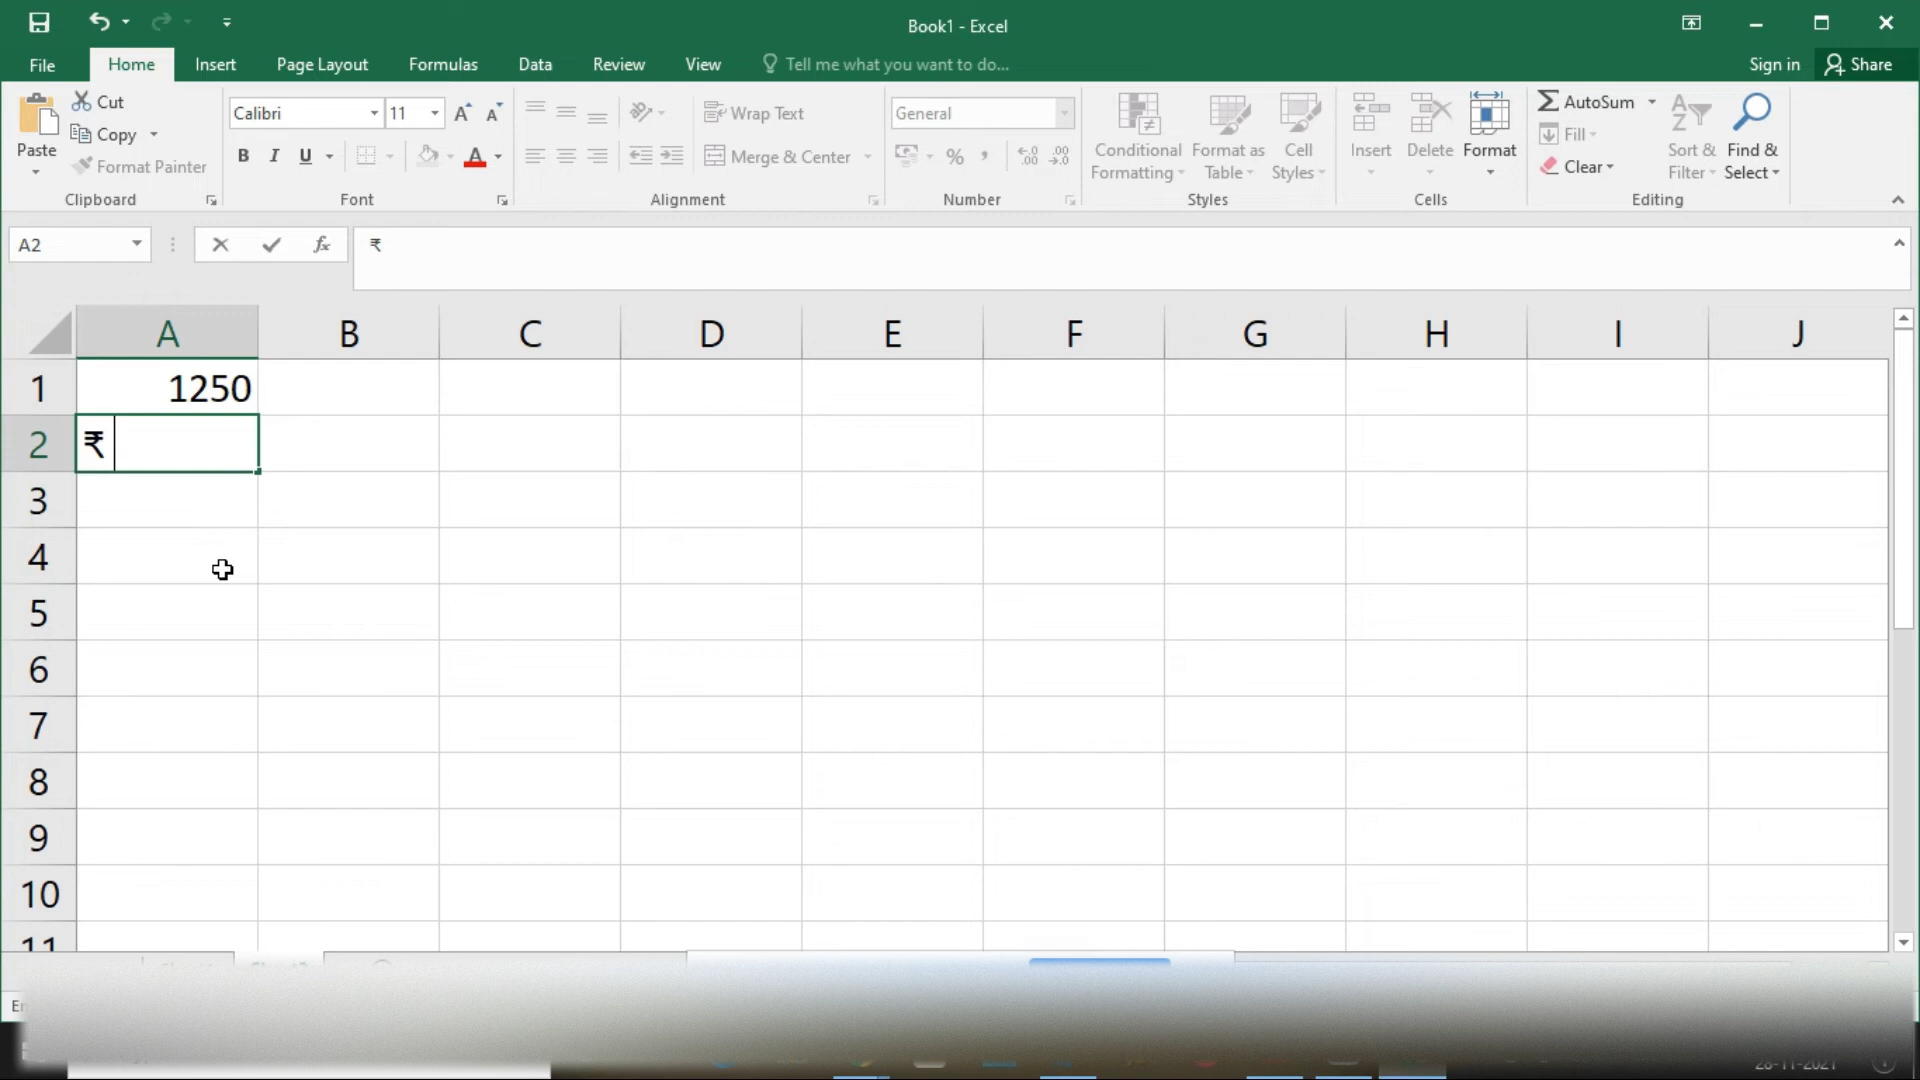 Book1 - Excel
File Home Insert Page Layout Formulas Data Review View Tell me what you want to do... Sign in Share
Paste
Cut
Copy
Format Painter
Clipboard
Calibri 11
B I U
Font
Wrap Text
Merge & Center
Alignment
General
Number
Conditional Formatting
Format as Table
Cell Styles
Styles
Insert Delete Format
Cells
AutoSum
Fill
Clear
Sort & Filter
Find & Select
Editing
A2 fx ₹
A B C D E F G H I J
1 1250
2 ₹
3
4
5
6
7
8
9
10
11
28-11-2021